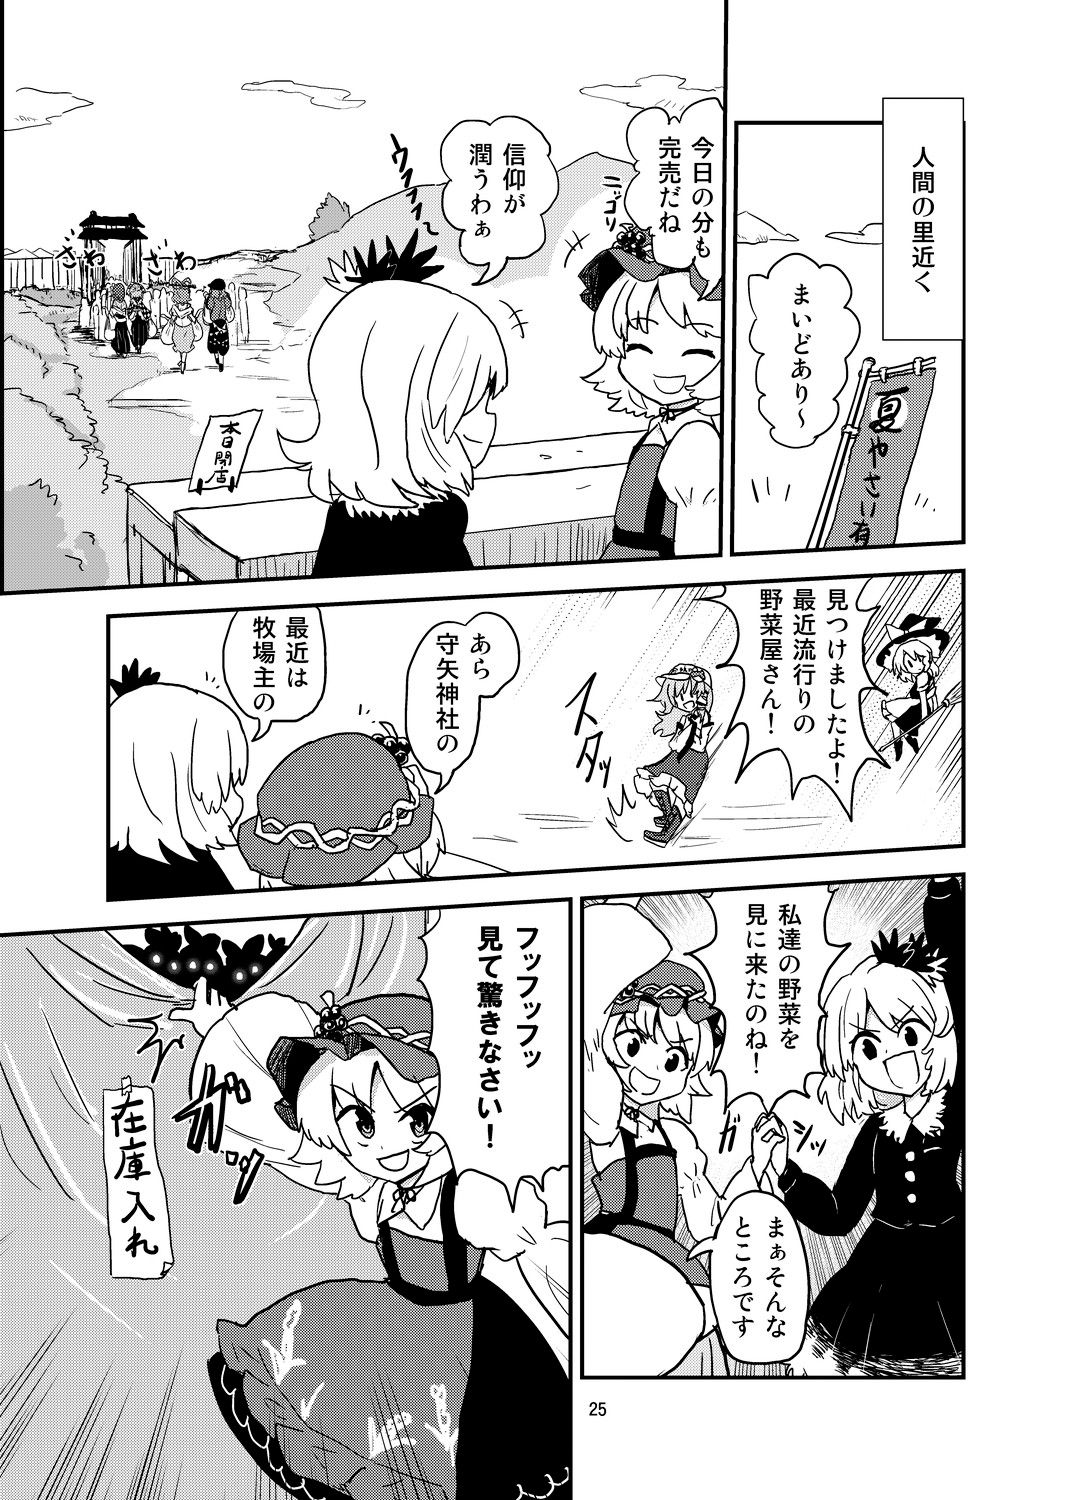 人間の里近く
まいどあり～
夏やさい有
今日の分も
完売だね
ニッコリ
信仰が
潤うわぁ
ウフフフー
ざわ
ざわ
本日閉店
見つけましたよ！
最近流行りの
野菜屋さん！
スタッ
あら
守矢神社の
最近は
牧場主の
私達の野菜を
見に来たのね！
ガシッ
まぁそんな
ところです
フッフッフッ
見て驚きなさい！
ガバッ
在庫入れ
25